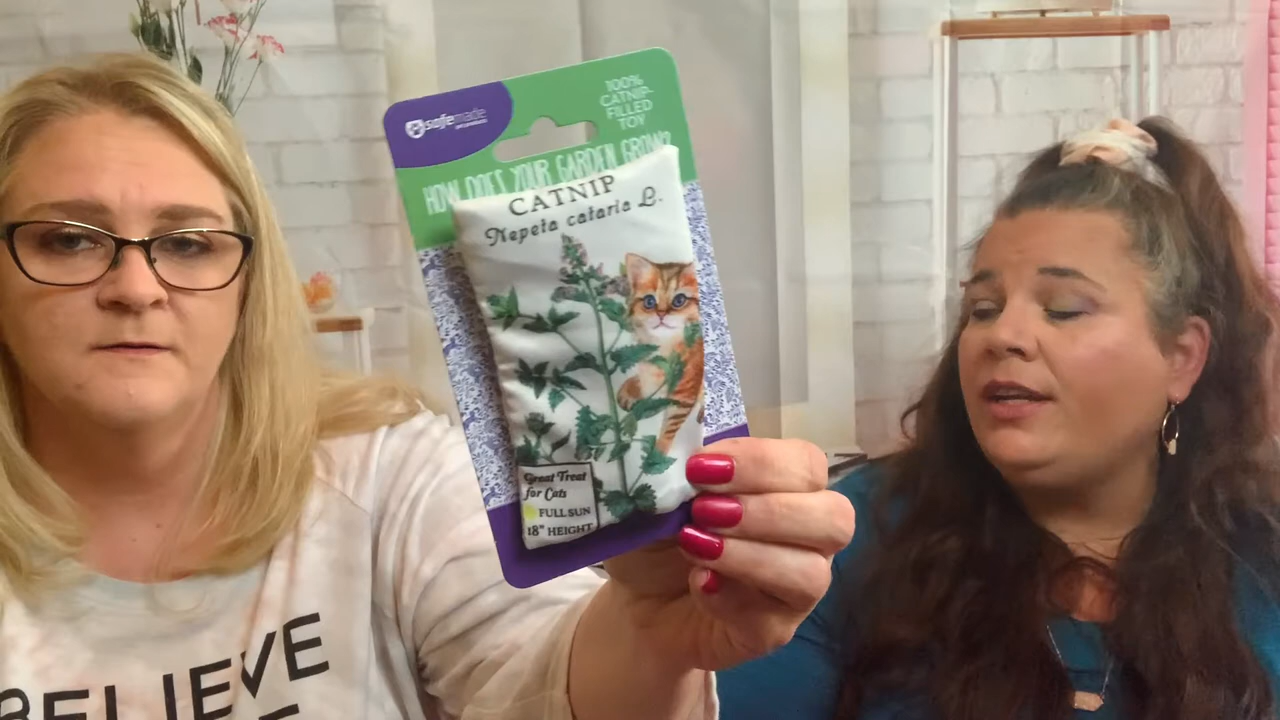 safemade
100%
CATNIP-
FILLED
TOY
HOW DOES YOUR GARDEN GROW?
CATNIP
Nepeta cataria L.
Great Treat
for Cats
FULL SUN
18" HEIGHT
BELIEVE